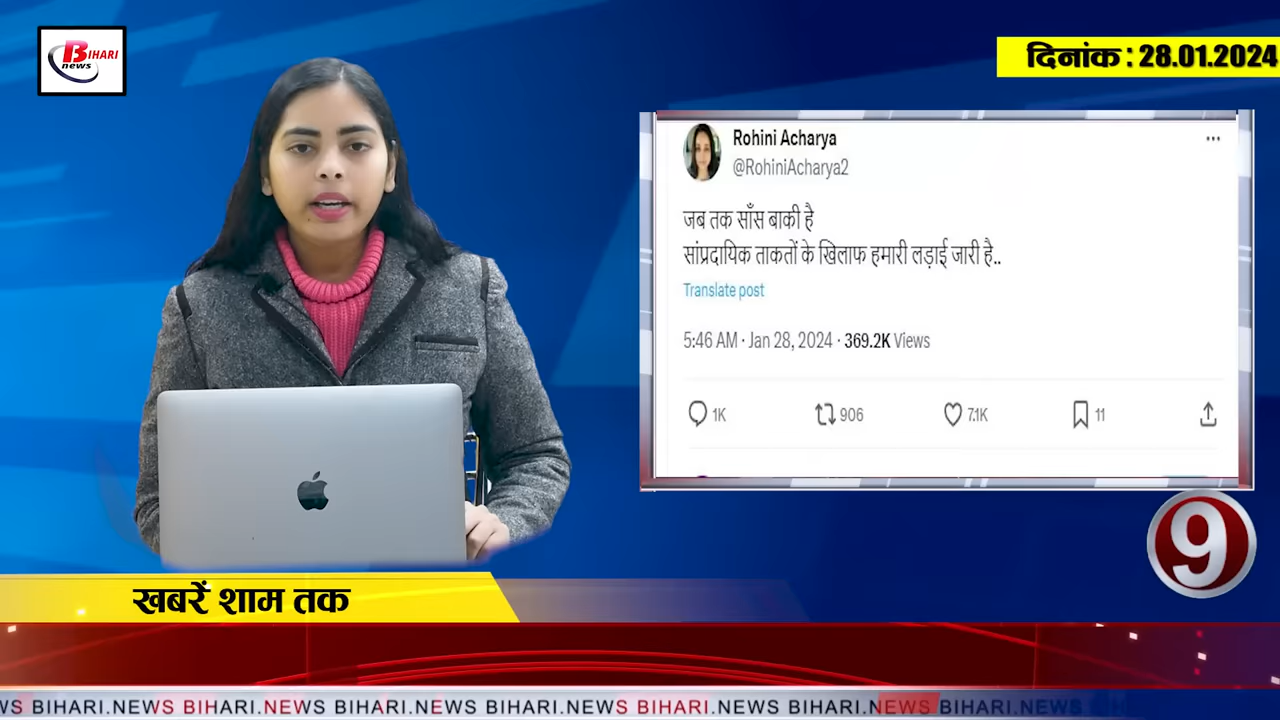 BIHARI
news
दिनांक : 28.01.2024
Rohini Acharya
@RohiniAcharya2
जब तक साँस बाकी है
सांप्रदायिक ताकतों के खिलाफ हमारी लड़ाई जारी है..
Translate post
5:46 AM · Jan 28, 2024 · 369.2K Views
1K 906 7.1K 11
9
खबरें शाम तक
WS BIHARI.NEWS BIHARI.NEWS BIHARI.NEWS BIHARI.NEWS BIHARI.NEWS BIHARI.NEWS BIHARI.NEWS